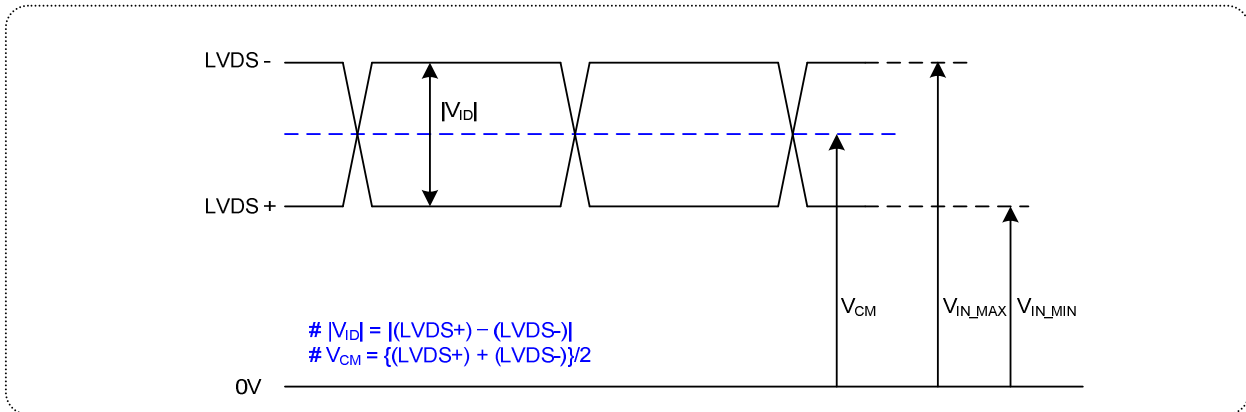 LVDS -
|VID|
LVDS +
VCM
VIN_MAX
VIN_MIN
# |VID| = |(LVDS+) – (LVDS-)|
# VCM = {(LVDS+) + (LVDS-)}/2
0V